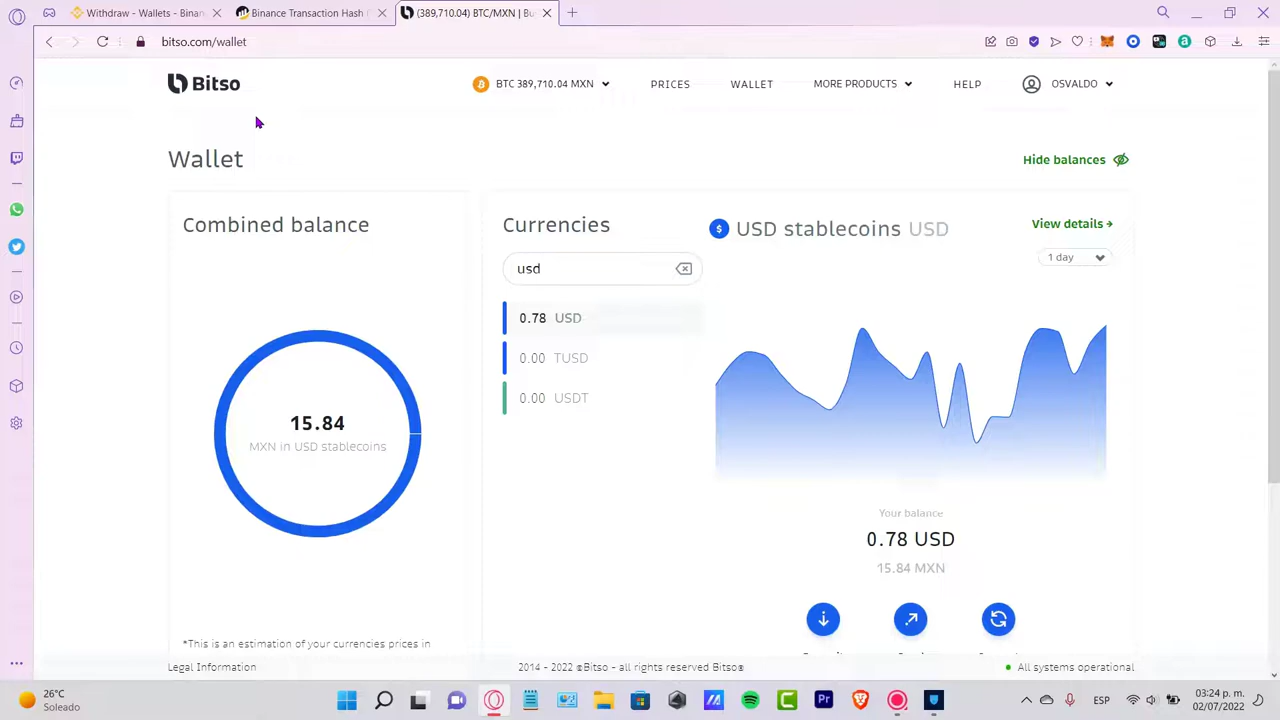 Withdraw - Wallets - Binance
Binance Transaction Hash
(389,710.04) BTC/MXN | Bu
bitso.com/wallet
Bitso
BTC 389,710.04 MXN
PRICES
WALLET
MORE PRODUCTS
HELP
OSVALDO
Wallet
Hide balances
Combined balance
Currencies
USD stablecoins USD
View details
1 day
usd
0.78 USD
0.00 TUSD
0.00 USDT
15.84
MXN in USD stablecoins
Your balance
0.78 USD
15.84 MXN
*This is an estimation of your currencies prices in
Legal Information
2014 - 2022 ®Bitso - all rights reserved Bitso®
All systems operational
26°C
Soleado
ESP
03:24 p. m.
02/07/2022